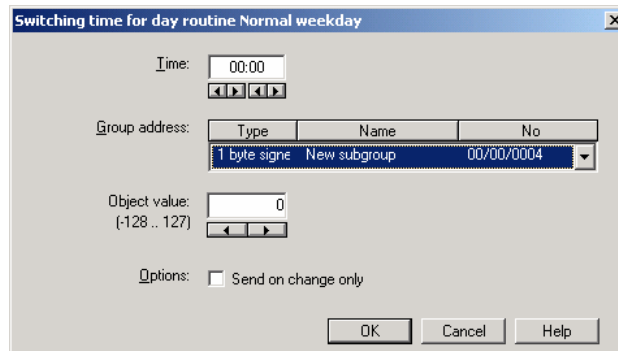 Switching time for day routine Normal weekday
Time:
00:00
Group address:
Type Name No
1 byte signe New subgroup 00/00/0004
Object value:
(-128 .. 127)
0
Options:
Send on change only
OK Cancel Help